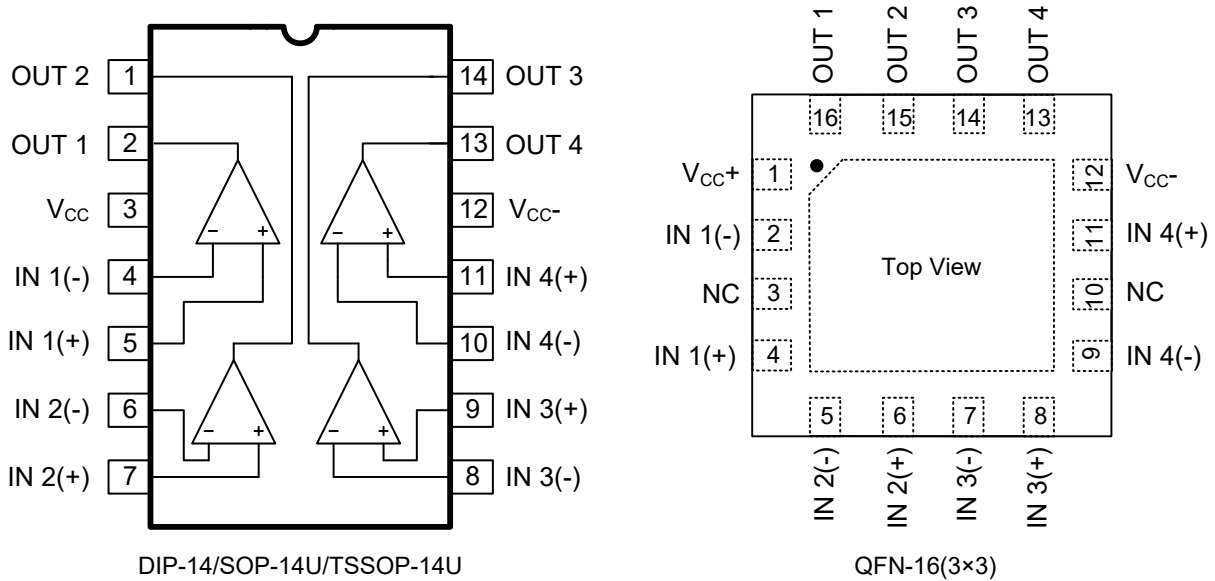 OUT 2 1 14 OUT 3
OUT 1 2 13 OUT 4
VCC 3 12 VCC-
IN 1(-) 4 11 IN 4(+)
IN 1(+) 5 10 IN 4(-)
IN 2(-) 6 9 IN 3(+)
IN 2(+) 7 8 IN 3(-)
- +
- +
- +
- +
DIP-14/SOP-14U/TSSOP-14U
OUT 1 OUT 2 OUT 3 OUT 4
16 15 14 13
VCC+ 1 12 VCC-
IN 1(-) 2 11 IN 4(+)
Top View
NC 3 10 NC
IN 1(+) 4 9 IN 4(-)
5 6 7 8
IN 2(-) IN 2(+) IN 3(-) IN 3(+)
QFN-16(3×3)